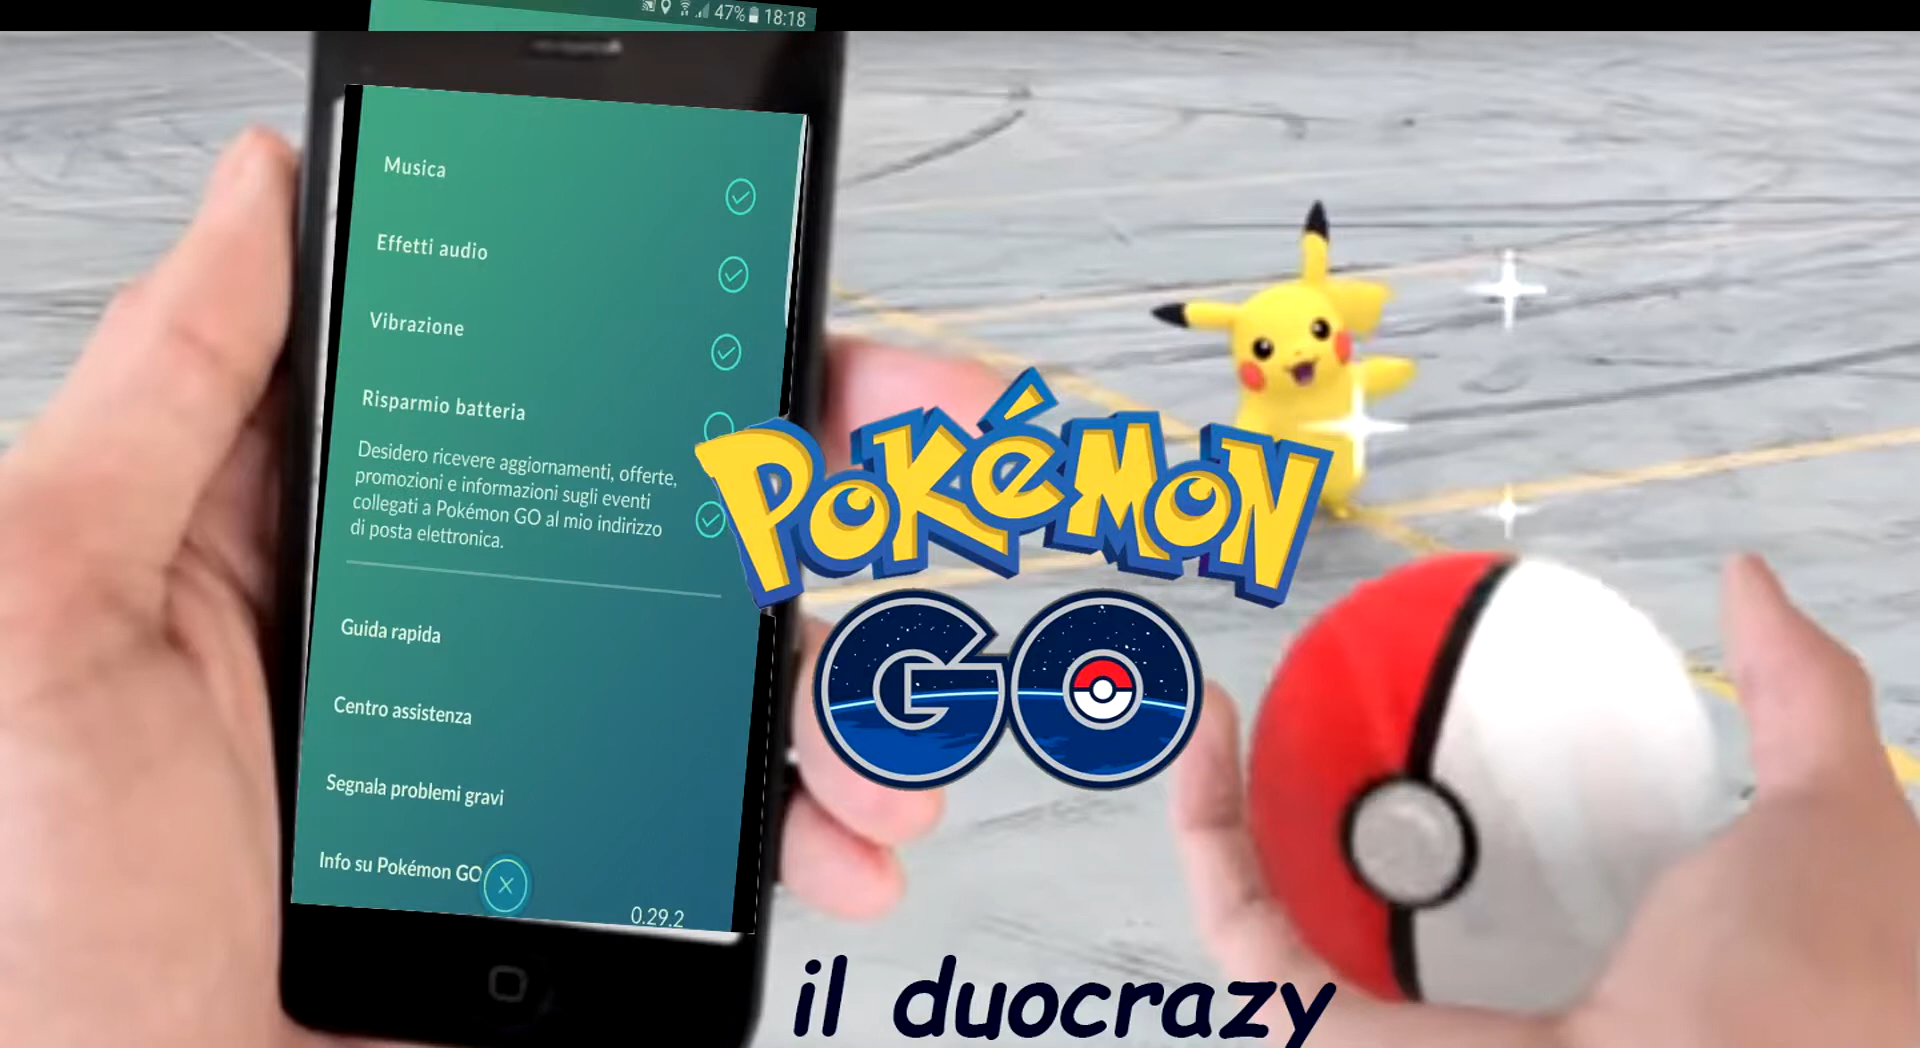 47% 18:18
Musica
Effetti audio
Vibrazione
Risparmio batteria
Desidero ricevere aggiornamenti, offerte,
promozioni e informazioni sugli eventi
collegati a Pokémon GO al mio indirizzo
di posta elettronica.
Guida rapida
Centro assistenza
Segnala problemi gravi
Info su Pokémon GO
0.29.2
POKéMON
GO
il duocrazy